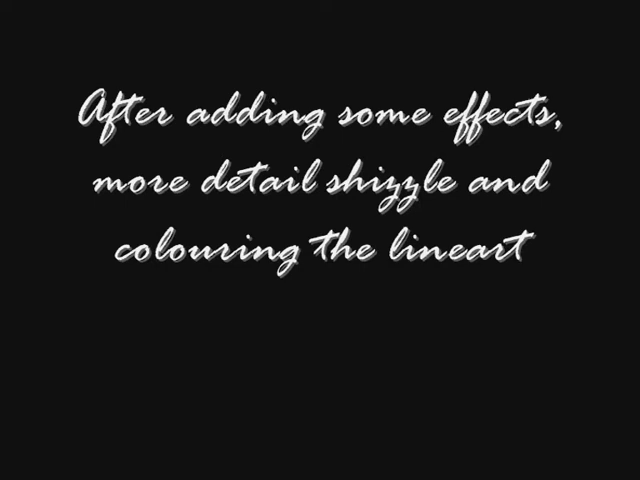 After adding some effects,
more detail shizzle and
colouring the lineart